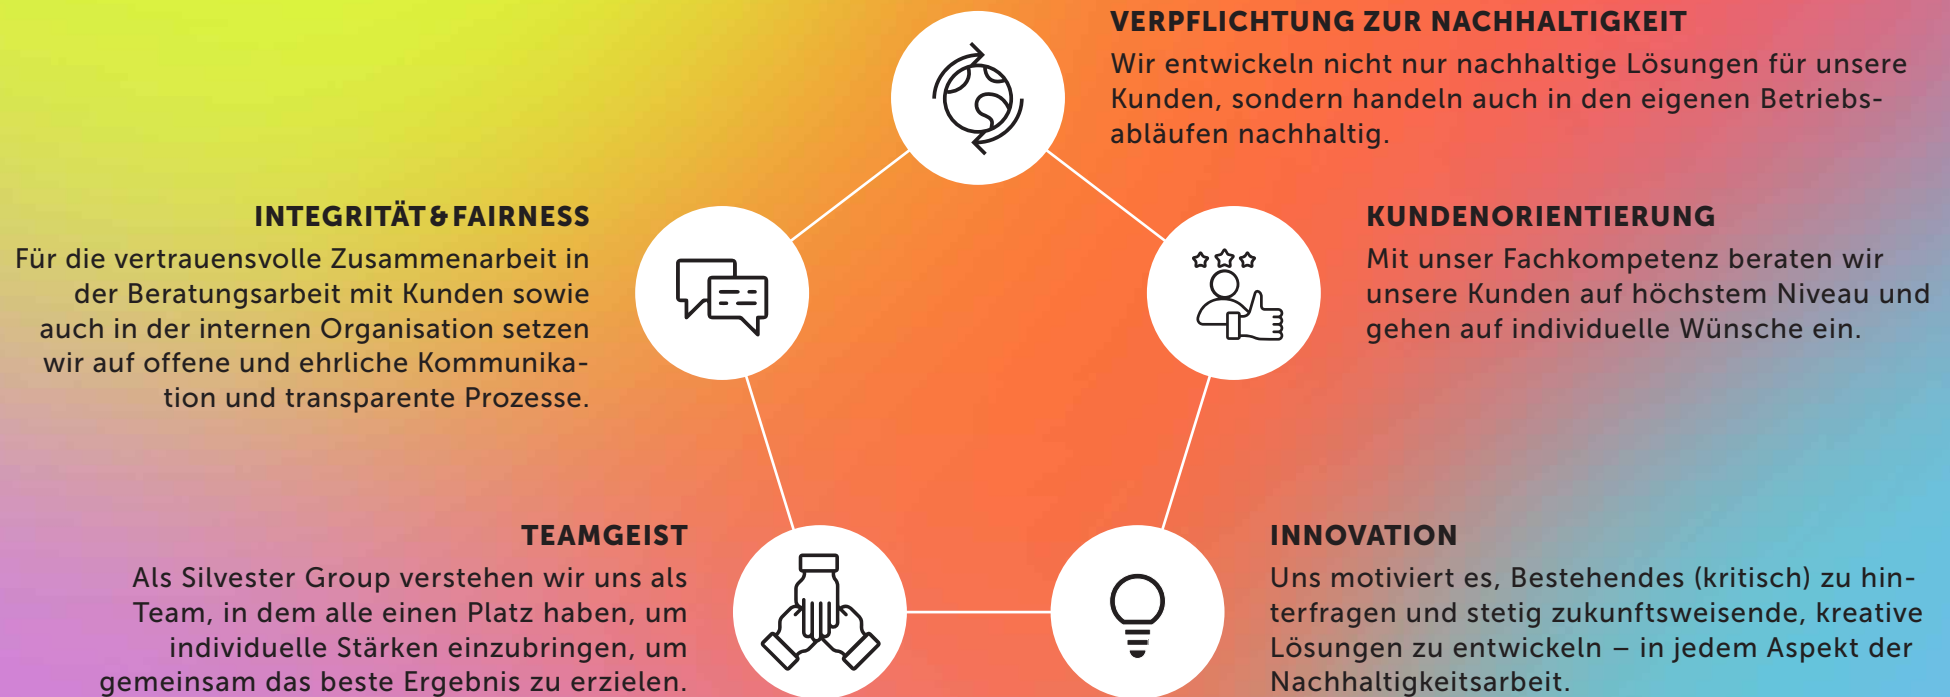 VERPFLICHTUNG ZUR NACHHALTIGKEIT
Wir entwickeln nicht nur nachhaltige Lösungen für unsere
Kunden, sondern handeln auch in den eigenen Betriebs-
abläufen nachhaltig.
INTEGRITÄT & FAIRNESS
Für die vertrauensvolle Zusammenarbeit in
der Beratungsarbeit mit Kunden sowie
auch in der internen Organisation setzen
wir auf offene und ehrliche Kommunika-
tion und transparente Prozesse.
KUNDENORIENTIERUNG
Mit unser Fachkompetenz beraten wir
unsere Kunden auf höchstem Niveau und
gehen auf individuelle Wünsche ein.
TEAMGEIST
Als Silvester Group verstehen wir uns als
Team, in dem alle einen Platz haben, um
individuelle Stärken einzubringen, um
gemeinsam das beste Ergebnis zu erzielen.
INNOVATION
Uns motiviert es, Bestehendes (kritisch) zu hin-
terfragen und stetig zukunftsweisende, kreative
Lösungen zu entwickeln – in jedem Aspekt der
Nachhaltigkeitsarbeit.